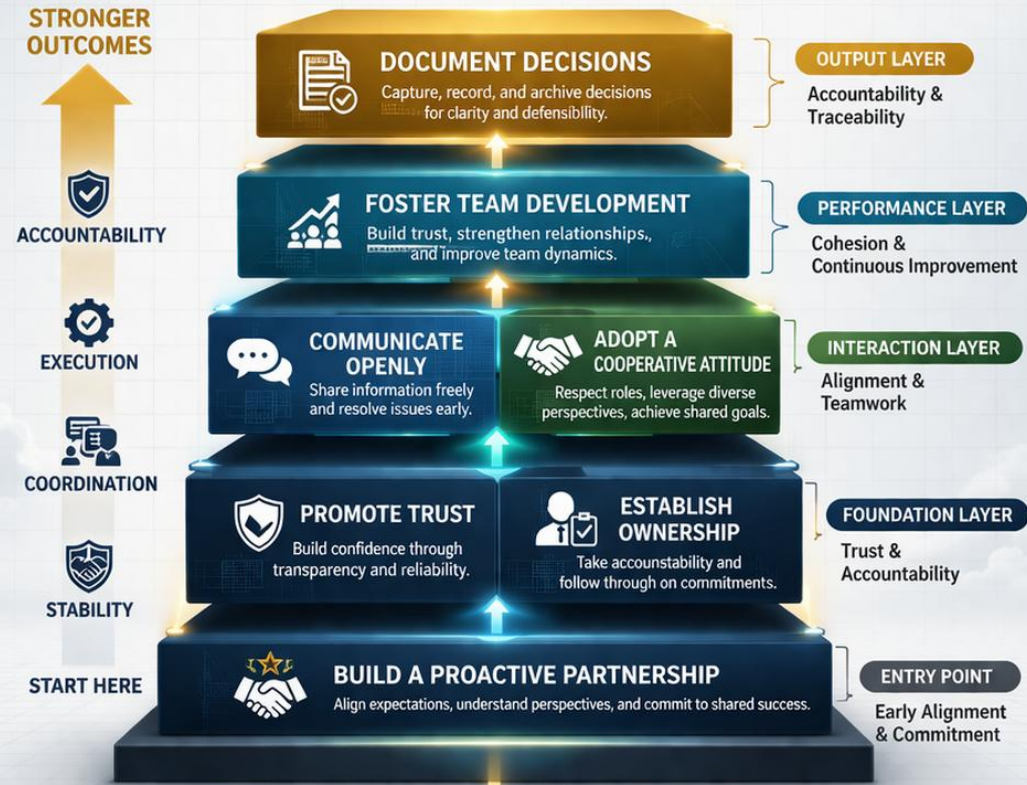 STRONGER
OUTCOMES
DOCUMENT DECISIONS
Capture, record, and archive decisions
for clarity and defensibility.
OUTPUT LAYER
Accountability &
Traceability
ACCOUNTABILITY
FOSTER TEAM DEVELOPMENT
Build trust, strengthen relationships,,
and improve team dynamics.
PERFORMANCE LAYER
Cohesion &
Continuous Improvement
EXECUTION
COMMUNICATE
OPENLY
Share information freely
and resolve issues early.
ADOPT A
COOPERATIVE ATTITUDE
Respect roles, leverage diverse
perspectives, achieve shared goals.
INTERACTION LAYER
Alignment &
Teamwork
COORDINATION
PROMOTE TRUST
Build confidence through
transparency and reliability.
ESTABLISH
OWNERSHIP
Take accounstability and
follow through on commitments.
FOUNDATION LAYER
Trust &
Accountability
STABILITY
START HERE
BUILD A PROACTIVE PARTNERSHIP
Align expectations, understand perspectives, and commit to shared success.
ENTRY POINT
Early Alignment
& Commitment